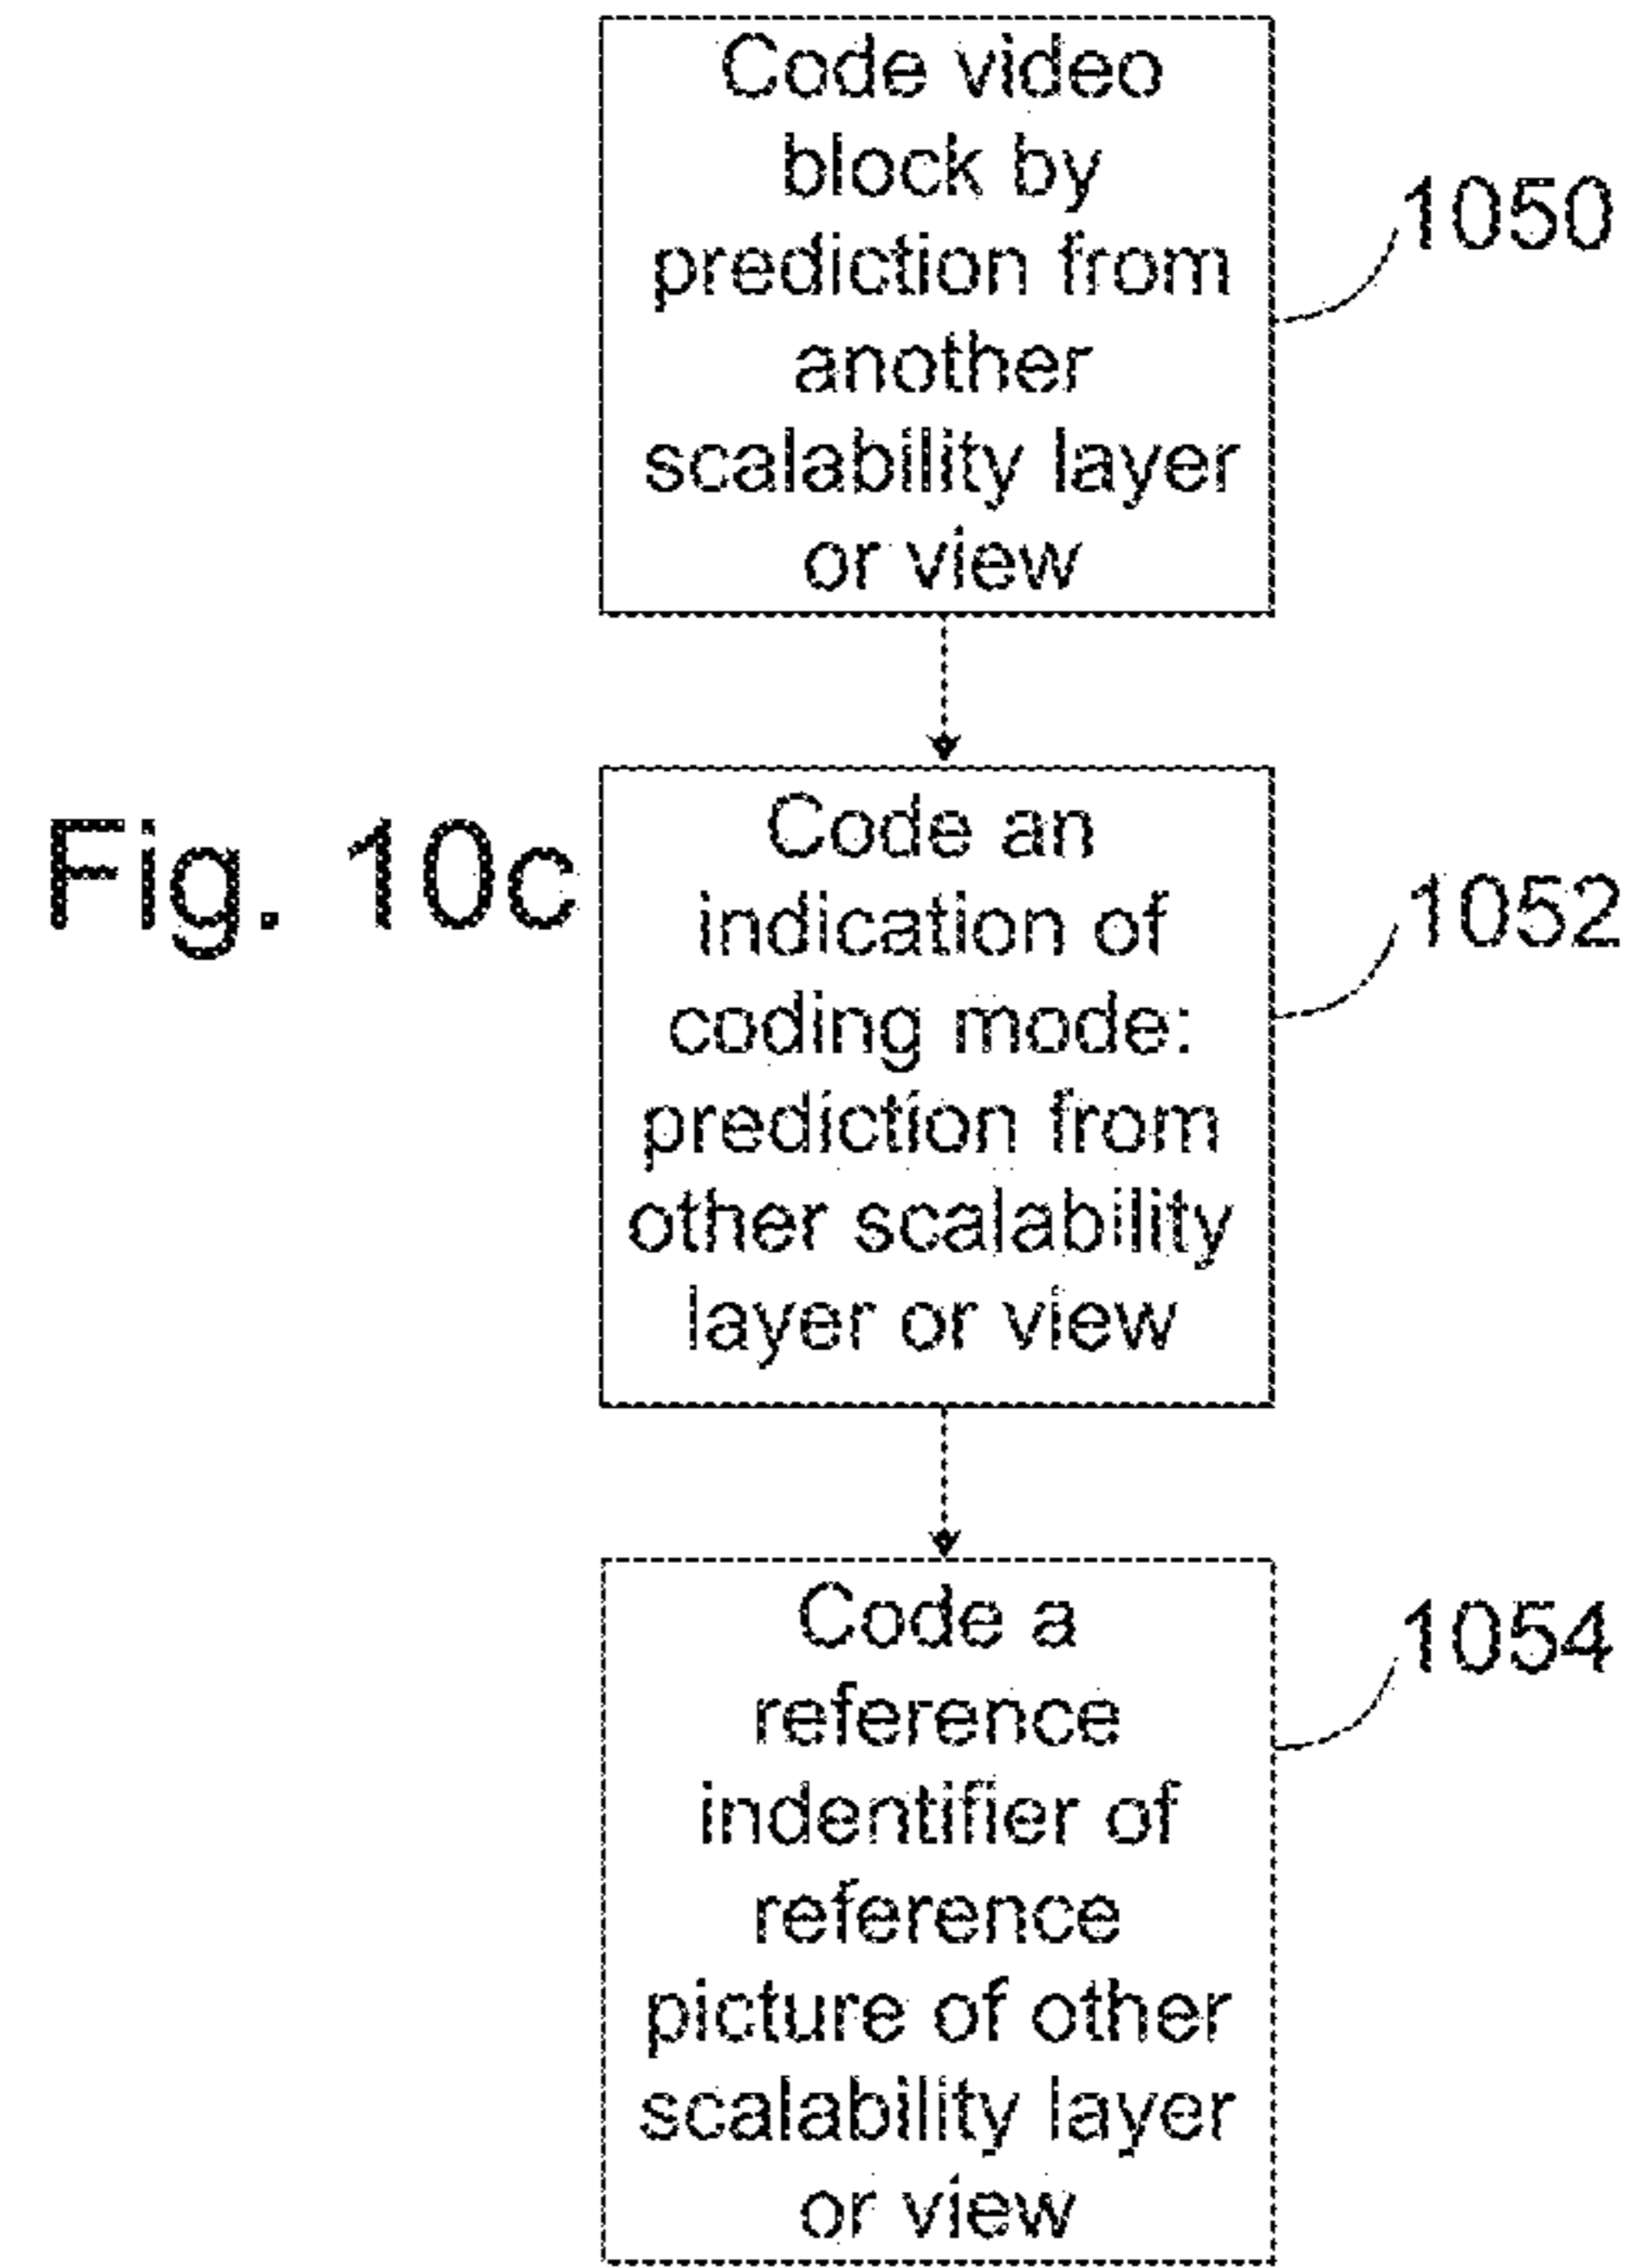 Code video
block by
prediction from
another
scalability layer
or view
1050
Fig. 10c
Code an
indication of
coding mode:
prediction from
other scalability
layer or view
1052
Code a
reference
indentifier of
reference
picture of other
scalability layer
or view
1054